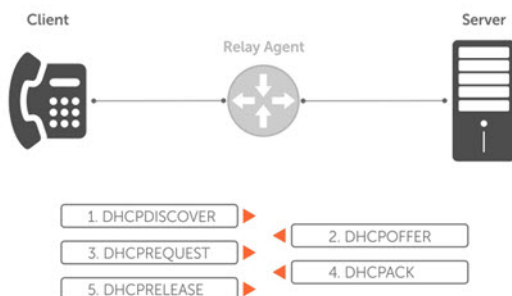 Client
Server
Relay Agent
1. DHCPDISCOVER
2. DHCPOFFER
3. DHCPREQUEST
4. DHCPACK
5. DHCPRELEASE